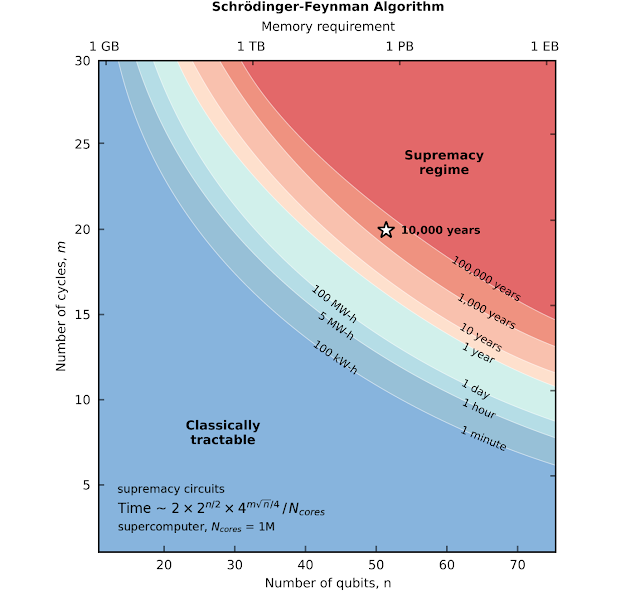 Schrödinger-Feynman Algorithm
Memory requirement
1 GB 1 TB 1 PB 1 EB
30
25
20
15
10
5
Number of cycles, m
Supremacy
regime
10,000 years
100,000 years
1,000 years
10 years
1 year
1 day
1 hour
1 minute
100 MW-h
5 MW-h
100 kW-h
Classically
tractable
supremacy circuits
Time ~ 2 × 2^{n/2} × 4^{m√n/4} / N_{cores}
supercomputer, N_{cores} = 1M
20 30 40 50 60 70
Number of qubits, n